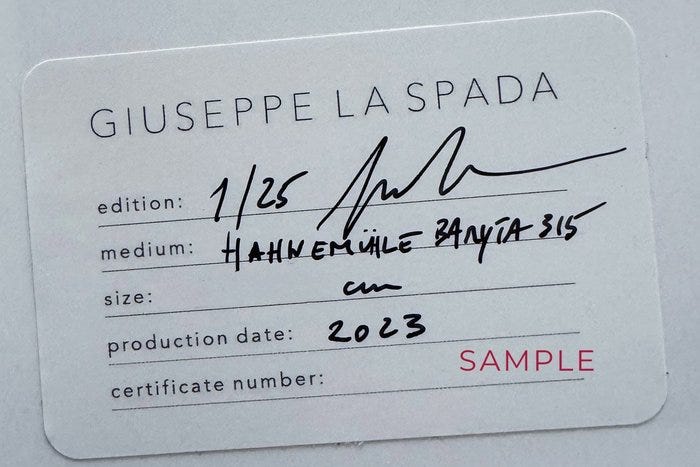 GIUSEPPE LA SPADA
edition: 1/25
medium: HAHNEMÜHLE BARYTA 315
size: cm
production date: 2023
SAMPLE
certificate number: